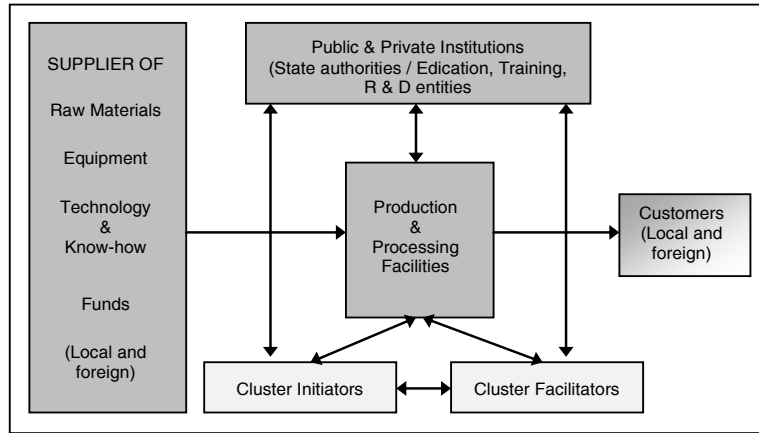 SUPPLIER OF
Raw Materials
Equipment
Technology
&
Know-how
Funds
(Local and
foreign)
Public & Private Institutions
(State authorities / Edication, Training,
R & D entities
Production
&
Processing
Facilities
Customers
(Local and
foreign)
Cluster Initiators
Cluster Facilitators